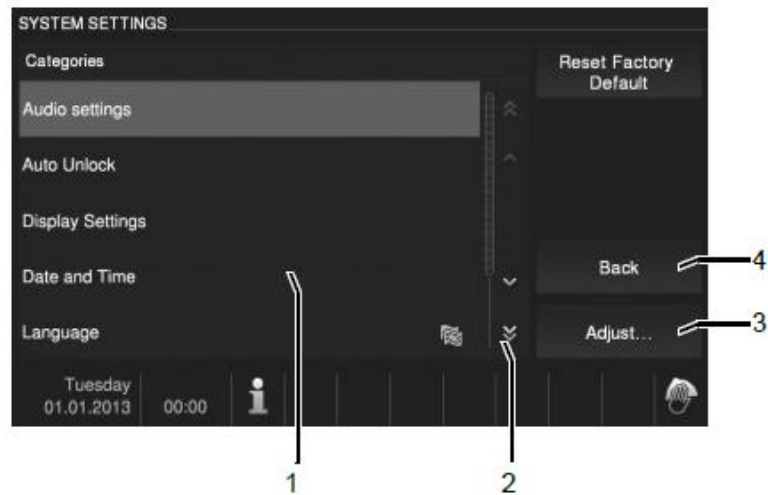 SYSTEM SETTINGS
Categories
Reset Factory
Default
Audio settings
Auto Unlock
Display Settings
Date and Time
Back
4
Language
Adjust...
3
Tuesday
01.01.2013
00:00
1
2